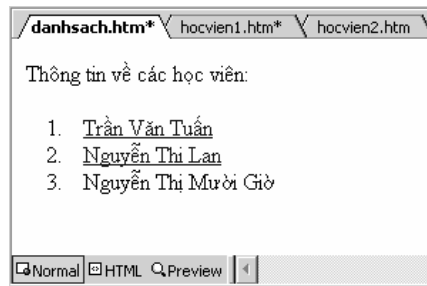 danhsach.htm* hocvien1.htm* hocvien2.htm
Thông tin về các học viên:
1. Trần Văn Tuấn
2. Nguyễn Thi Lan
3. Nguyễn Thị Mười Giờ
Normal HTML Preview